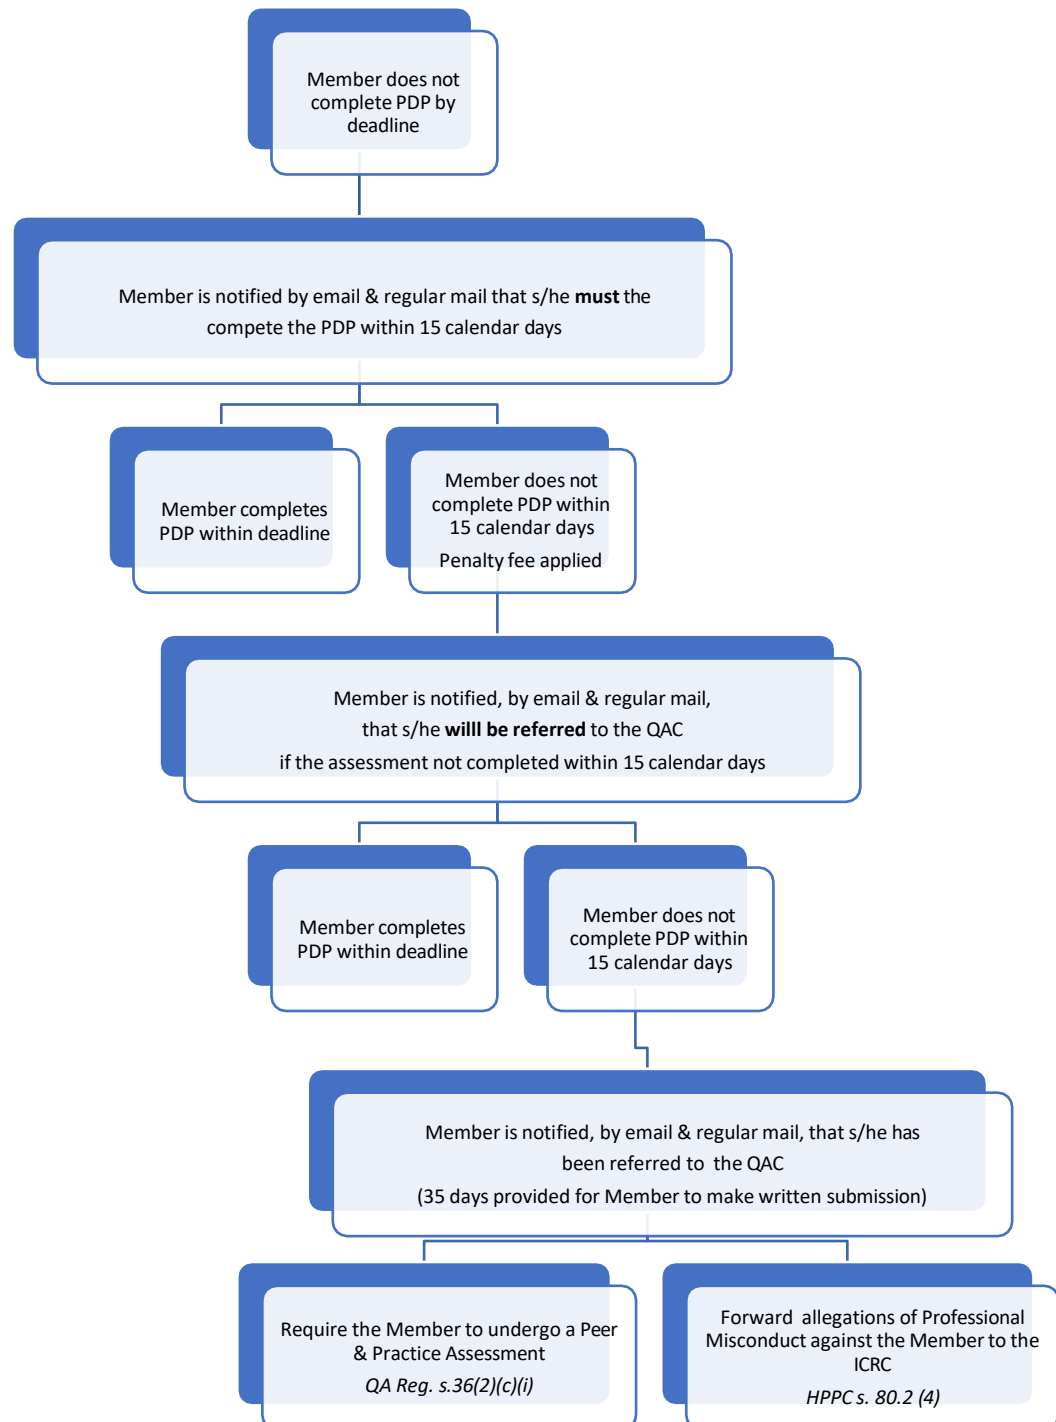 Member does not
complete PDP by
deadline
Member is notified by email & regular mail that s/he must the
compete the PDP within 15 calendar days
Member completes
PDP within deadline
Member does not
complete PDP within
15 calendar days
Penalty fee applied
Member is notified, by email & regular mail,
that s/he willl be referred to the QAC
if the assessment not completed within 15 calendar days
Member completes
PDP within deadline
Member does not
complete PDP within
15 calendar days
Member is notified, by email & regular mail, that s/he has
been referred to the QAC
(35 days provided for Member to make written submission)
Require the Member to undergo a Peer
& Practice Assessment
QA Reg. s.36(2)(c)(i)
Forward allegations of Professional
Misconduct against the Member to the
ICRC
HPPC s. 80.2 (4)